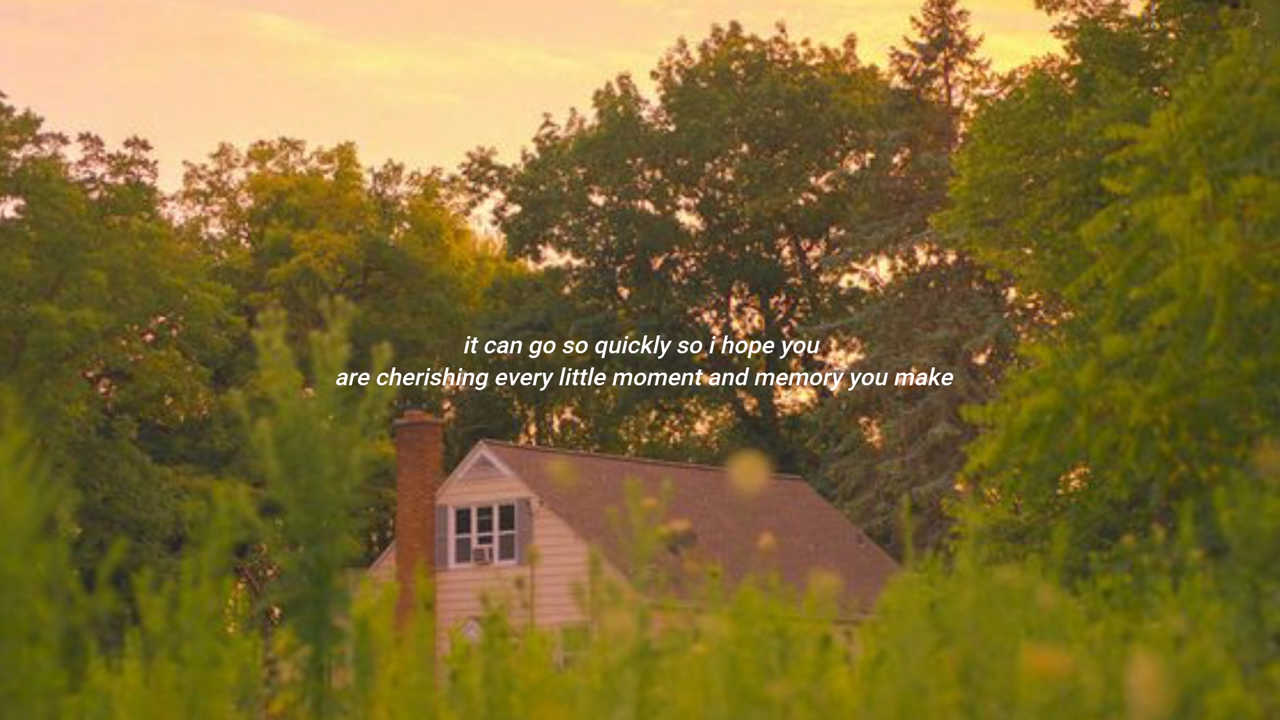 it can go so quickly so i hope you
are cherishing every little moment and memory you make